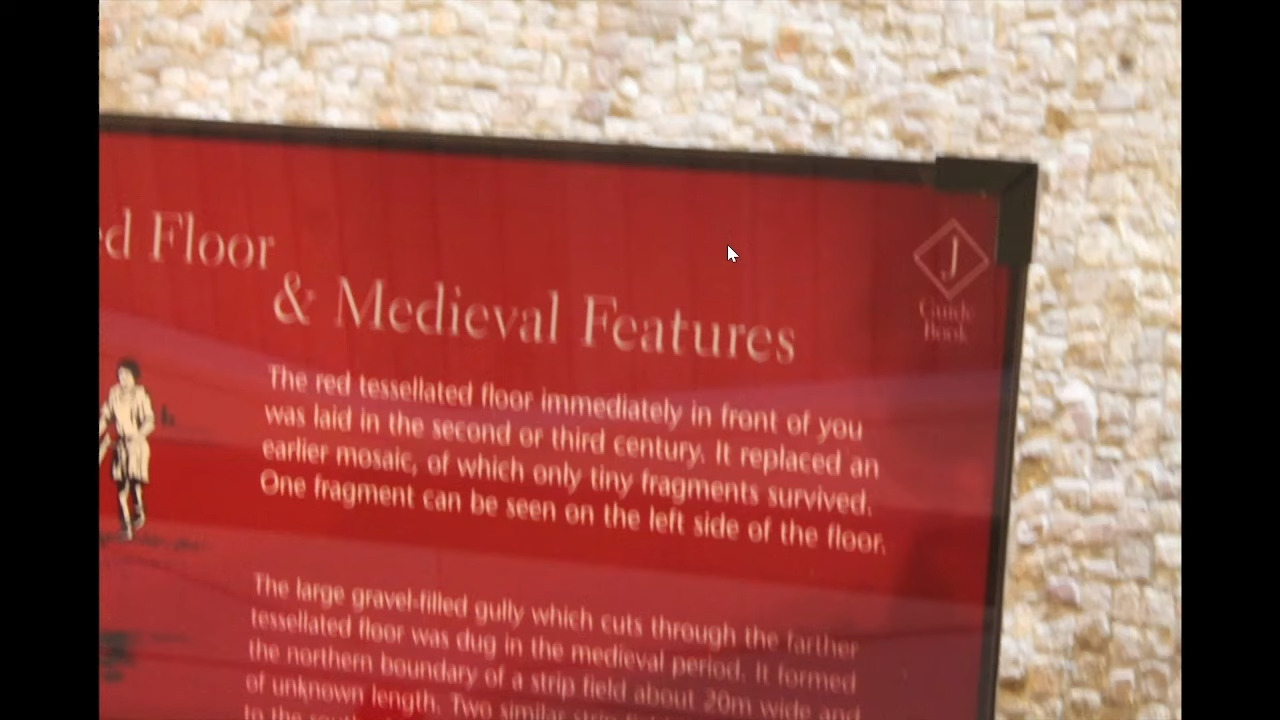 ed Floor
& Medieval Features
J
Guide
Book
The red tessellated floor immediately in front of you
was laid in the second or third century. It replaced an
earlier mosaic, of which only tiny fragments survived.
One fragment can be seen on the left side of the floor.
The large gravel-filled gully which cuts through the farther
tessellated floor was dug in the medieval period. It formed
the northern boundary of a strip field about 20m wide and
of unknown length. Two similar strip
to the